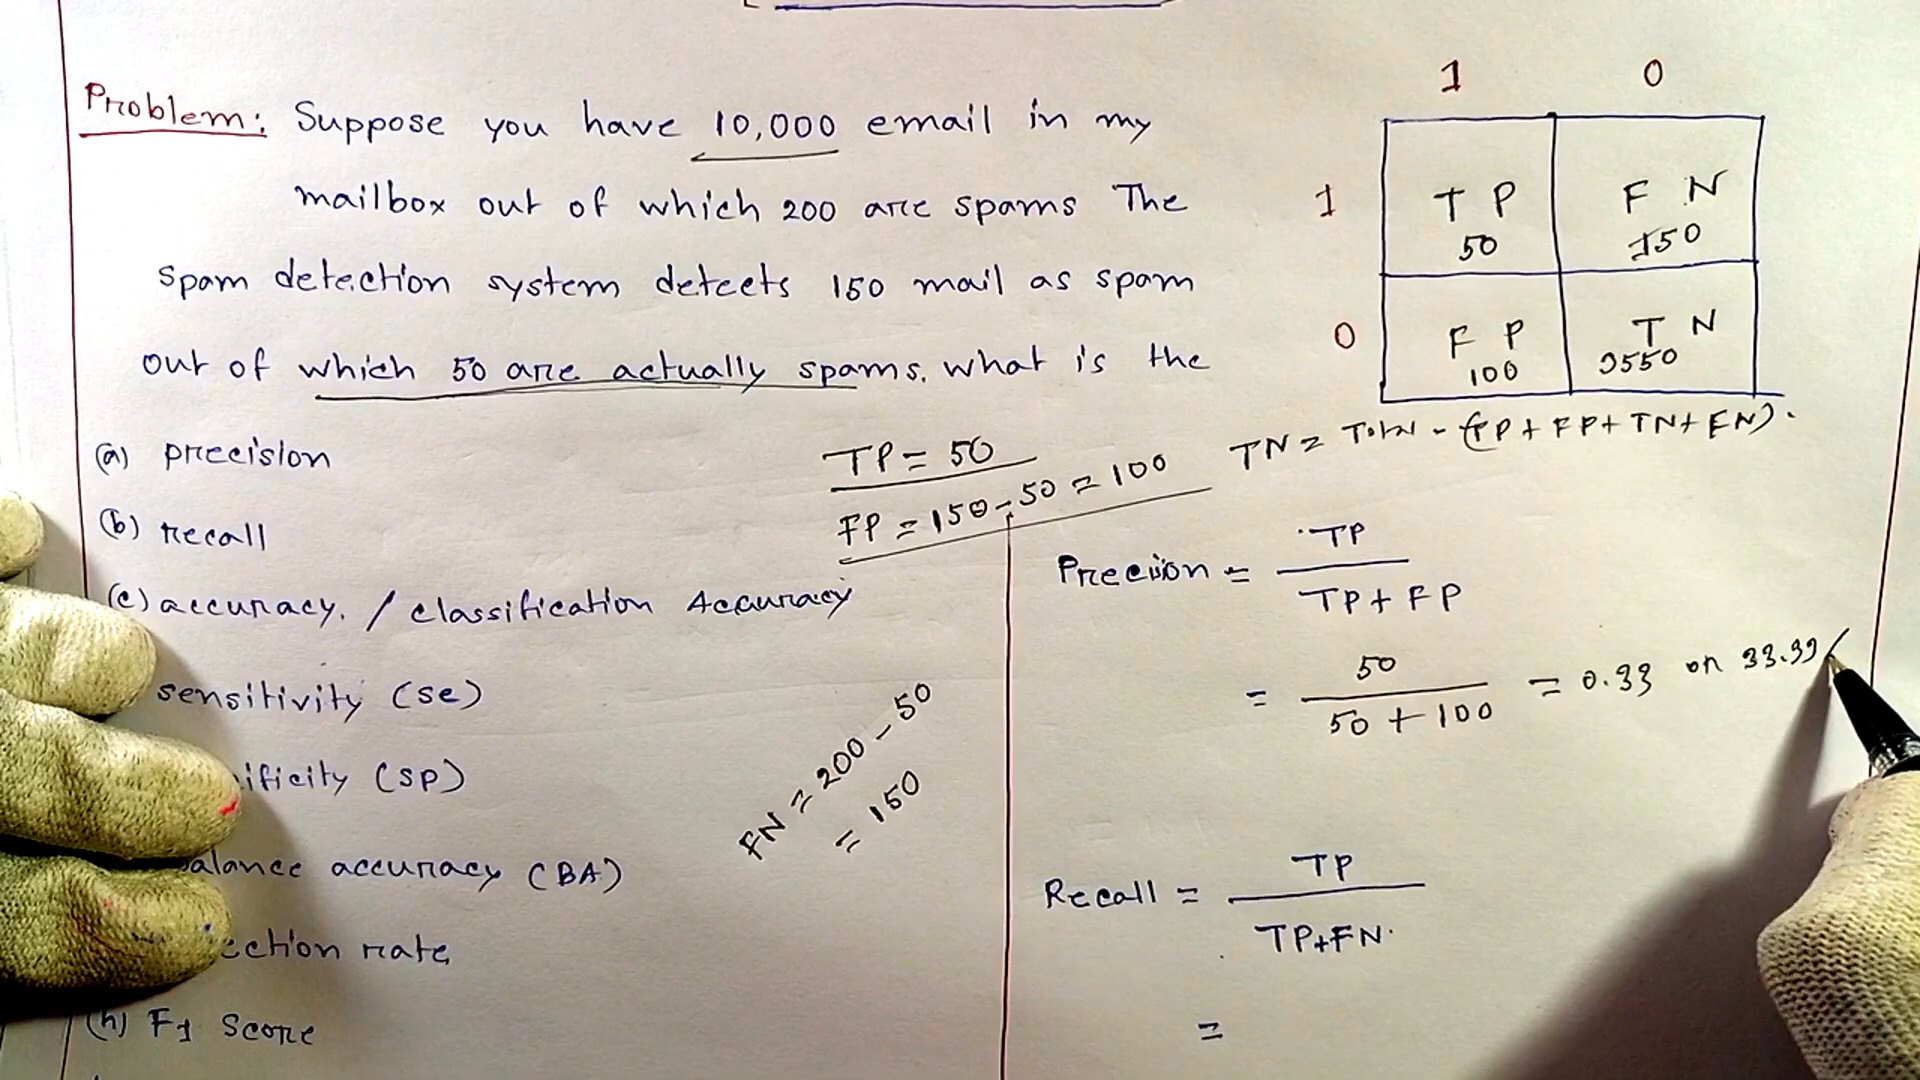 Problem: Suppose you have 10,000 email in my
mailbox out of which 200 are spams The
spam detection system detects 150 mail as spam
out of which 50 are actually spams. what is the
(a) precision
(b) recall
(c) accuracy. / classification Accuracy
sensitivity (se)
ificity (sp)
alance accuracy (BA)
ection rate
(h) F1 Score
TP = 50
FP = 150 - 50 = 100
FN = 200 - 50
= 150
1 0
1 TP FN
50 150
0 FP TN
100 9550
TN = Total - (TP + FP + TN + FN).
Precision = TP
TP + FP
= 50
50 + 100
= 0.33 or 33.33
Recall = TP
TP+FN.
=